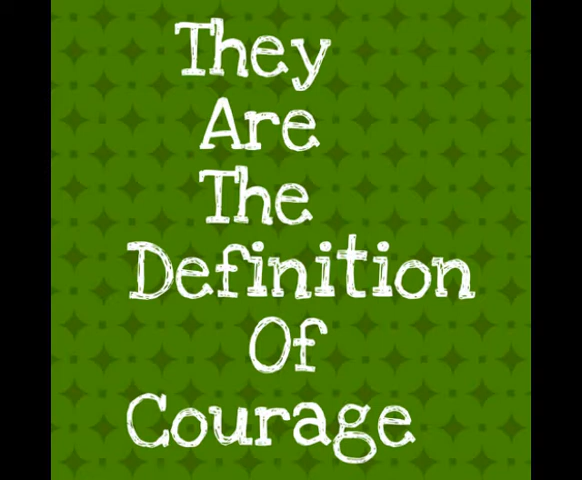 They
Are
The
Definition
Of
Courage